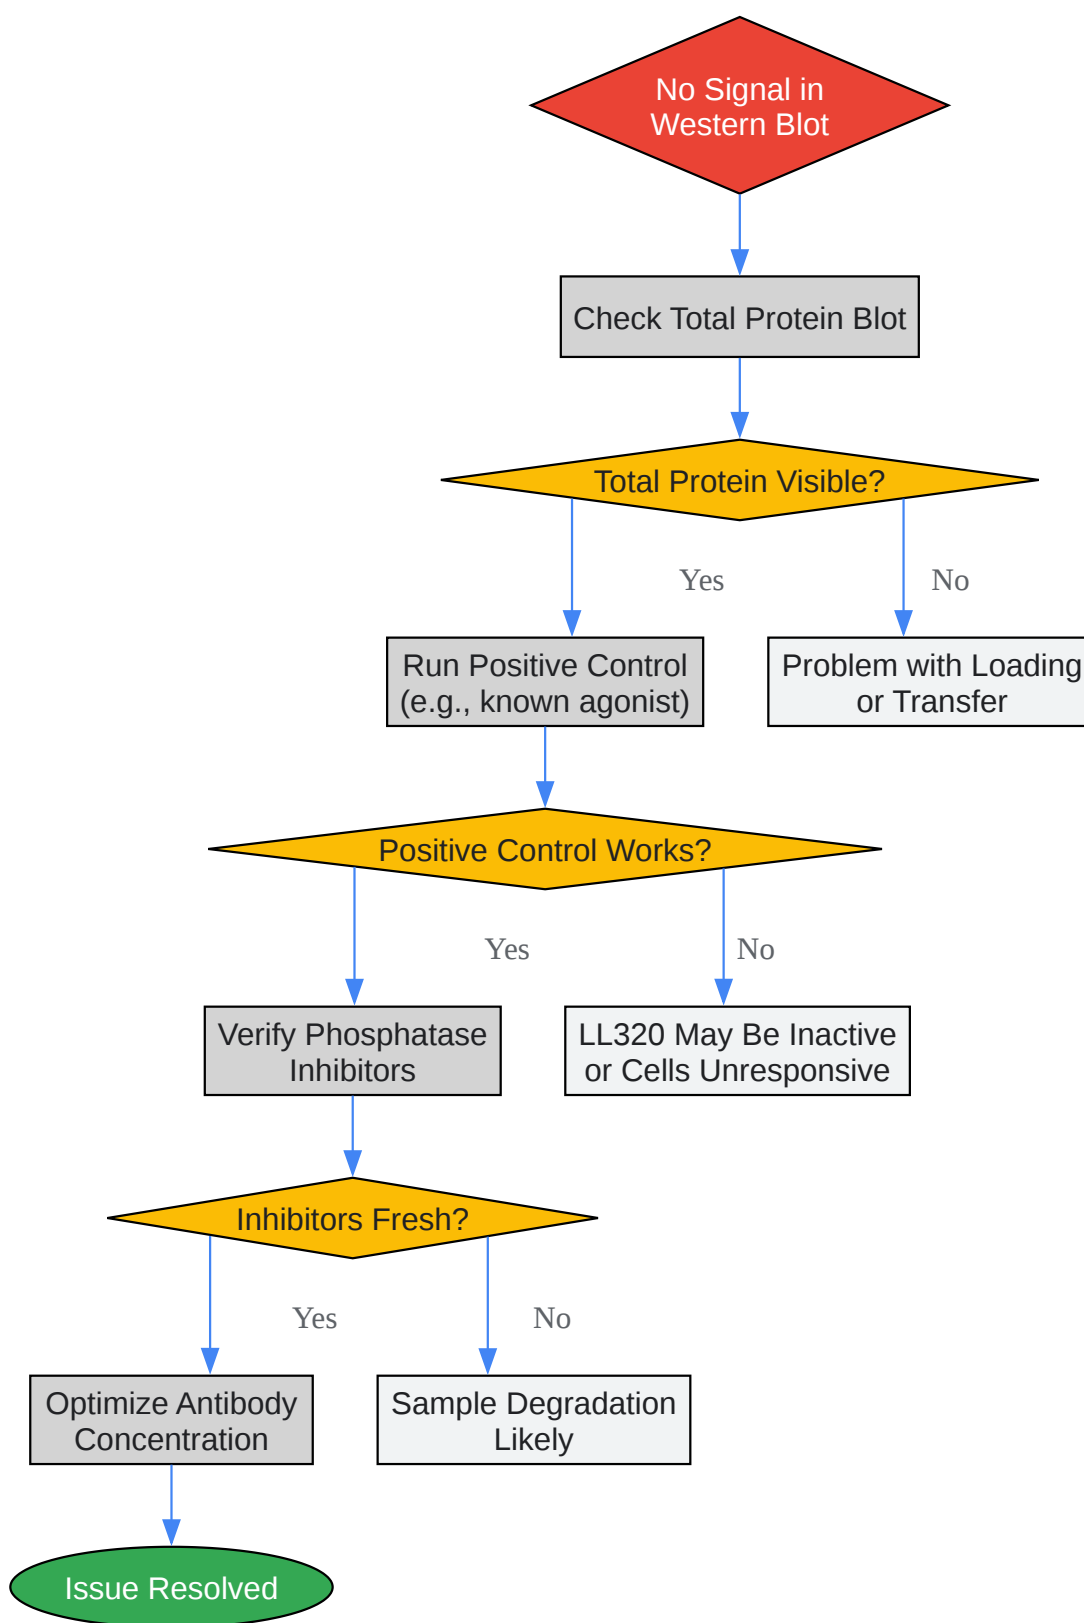 No Signal in
Western Blot
Check Total Protein Blot
Total Protein Visible?
Yes
No
Run Positive Control
(e.g., known agonist)
Problem with Loading
or Transfer
Positive Control Works?
Yes
No
Verify Phosphatase
Inhibitors
LL320 May Be Inactive
or Cells Unresponsive
Inhibitors Fresh?
Yes
No
Optimize Antibody
Concentration
Sample Degradation
Likely
Issue Resolved